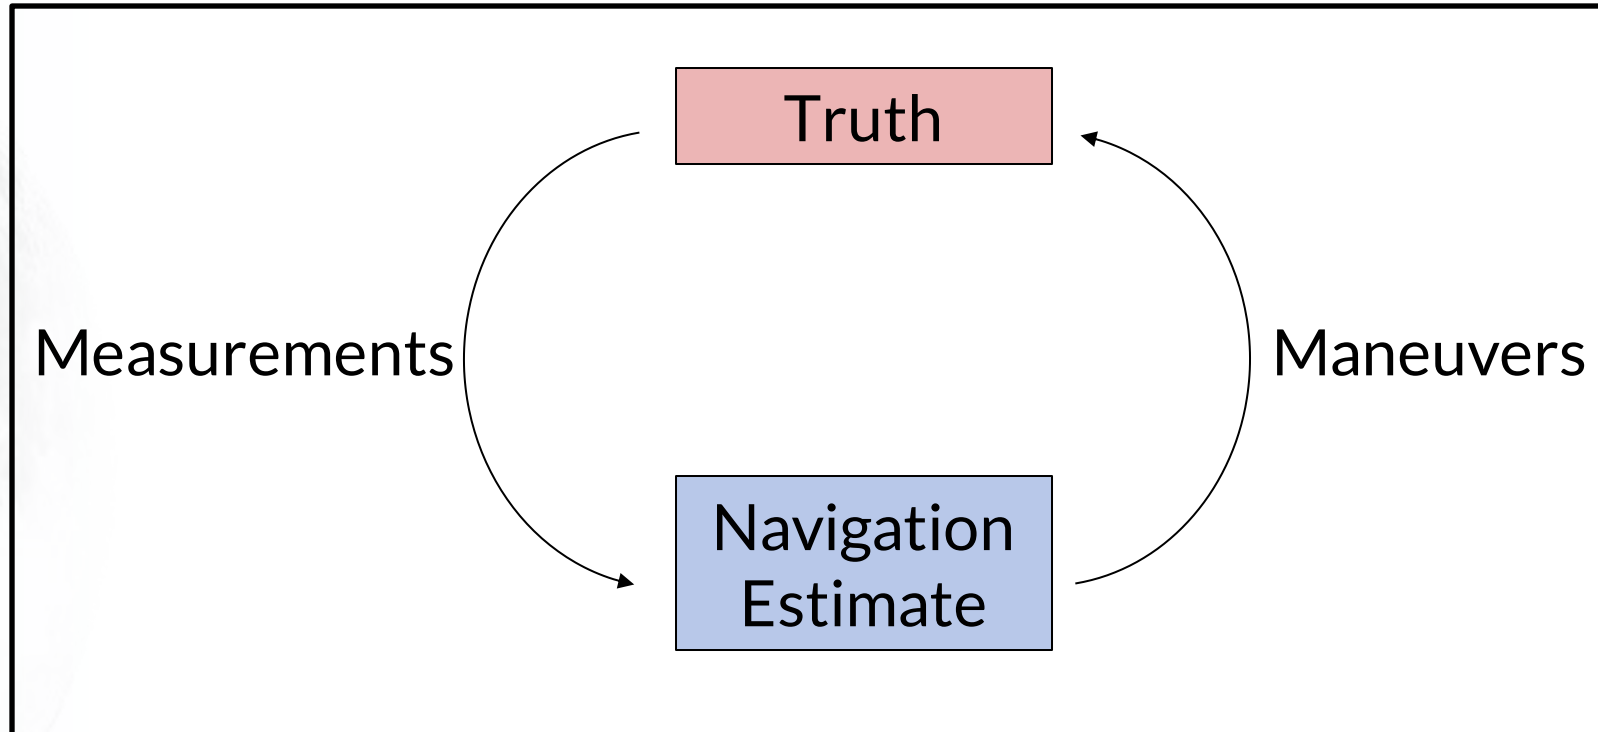 Truth
Measurements
Maneuvers
Navigation
Estimate